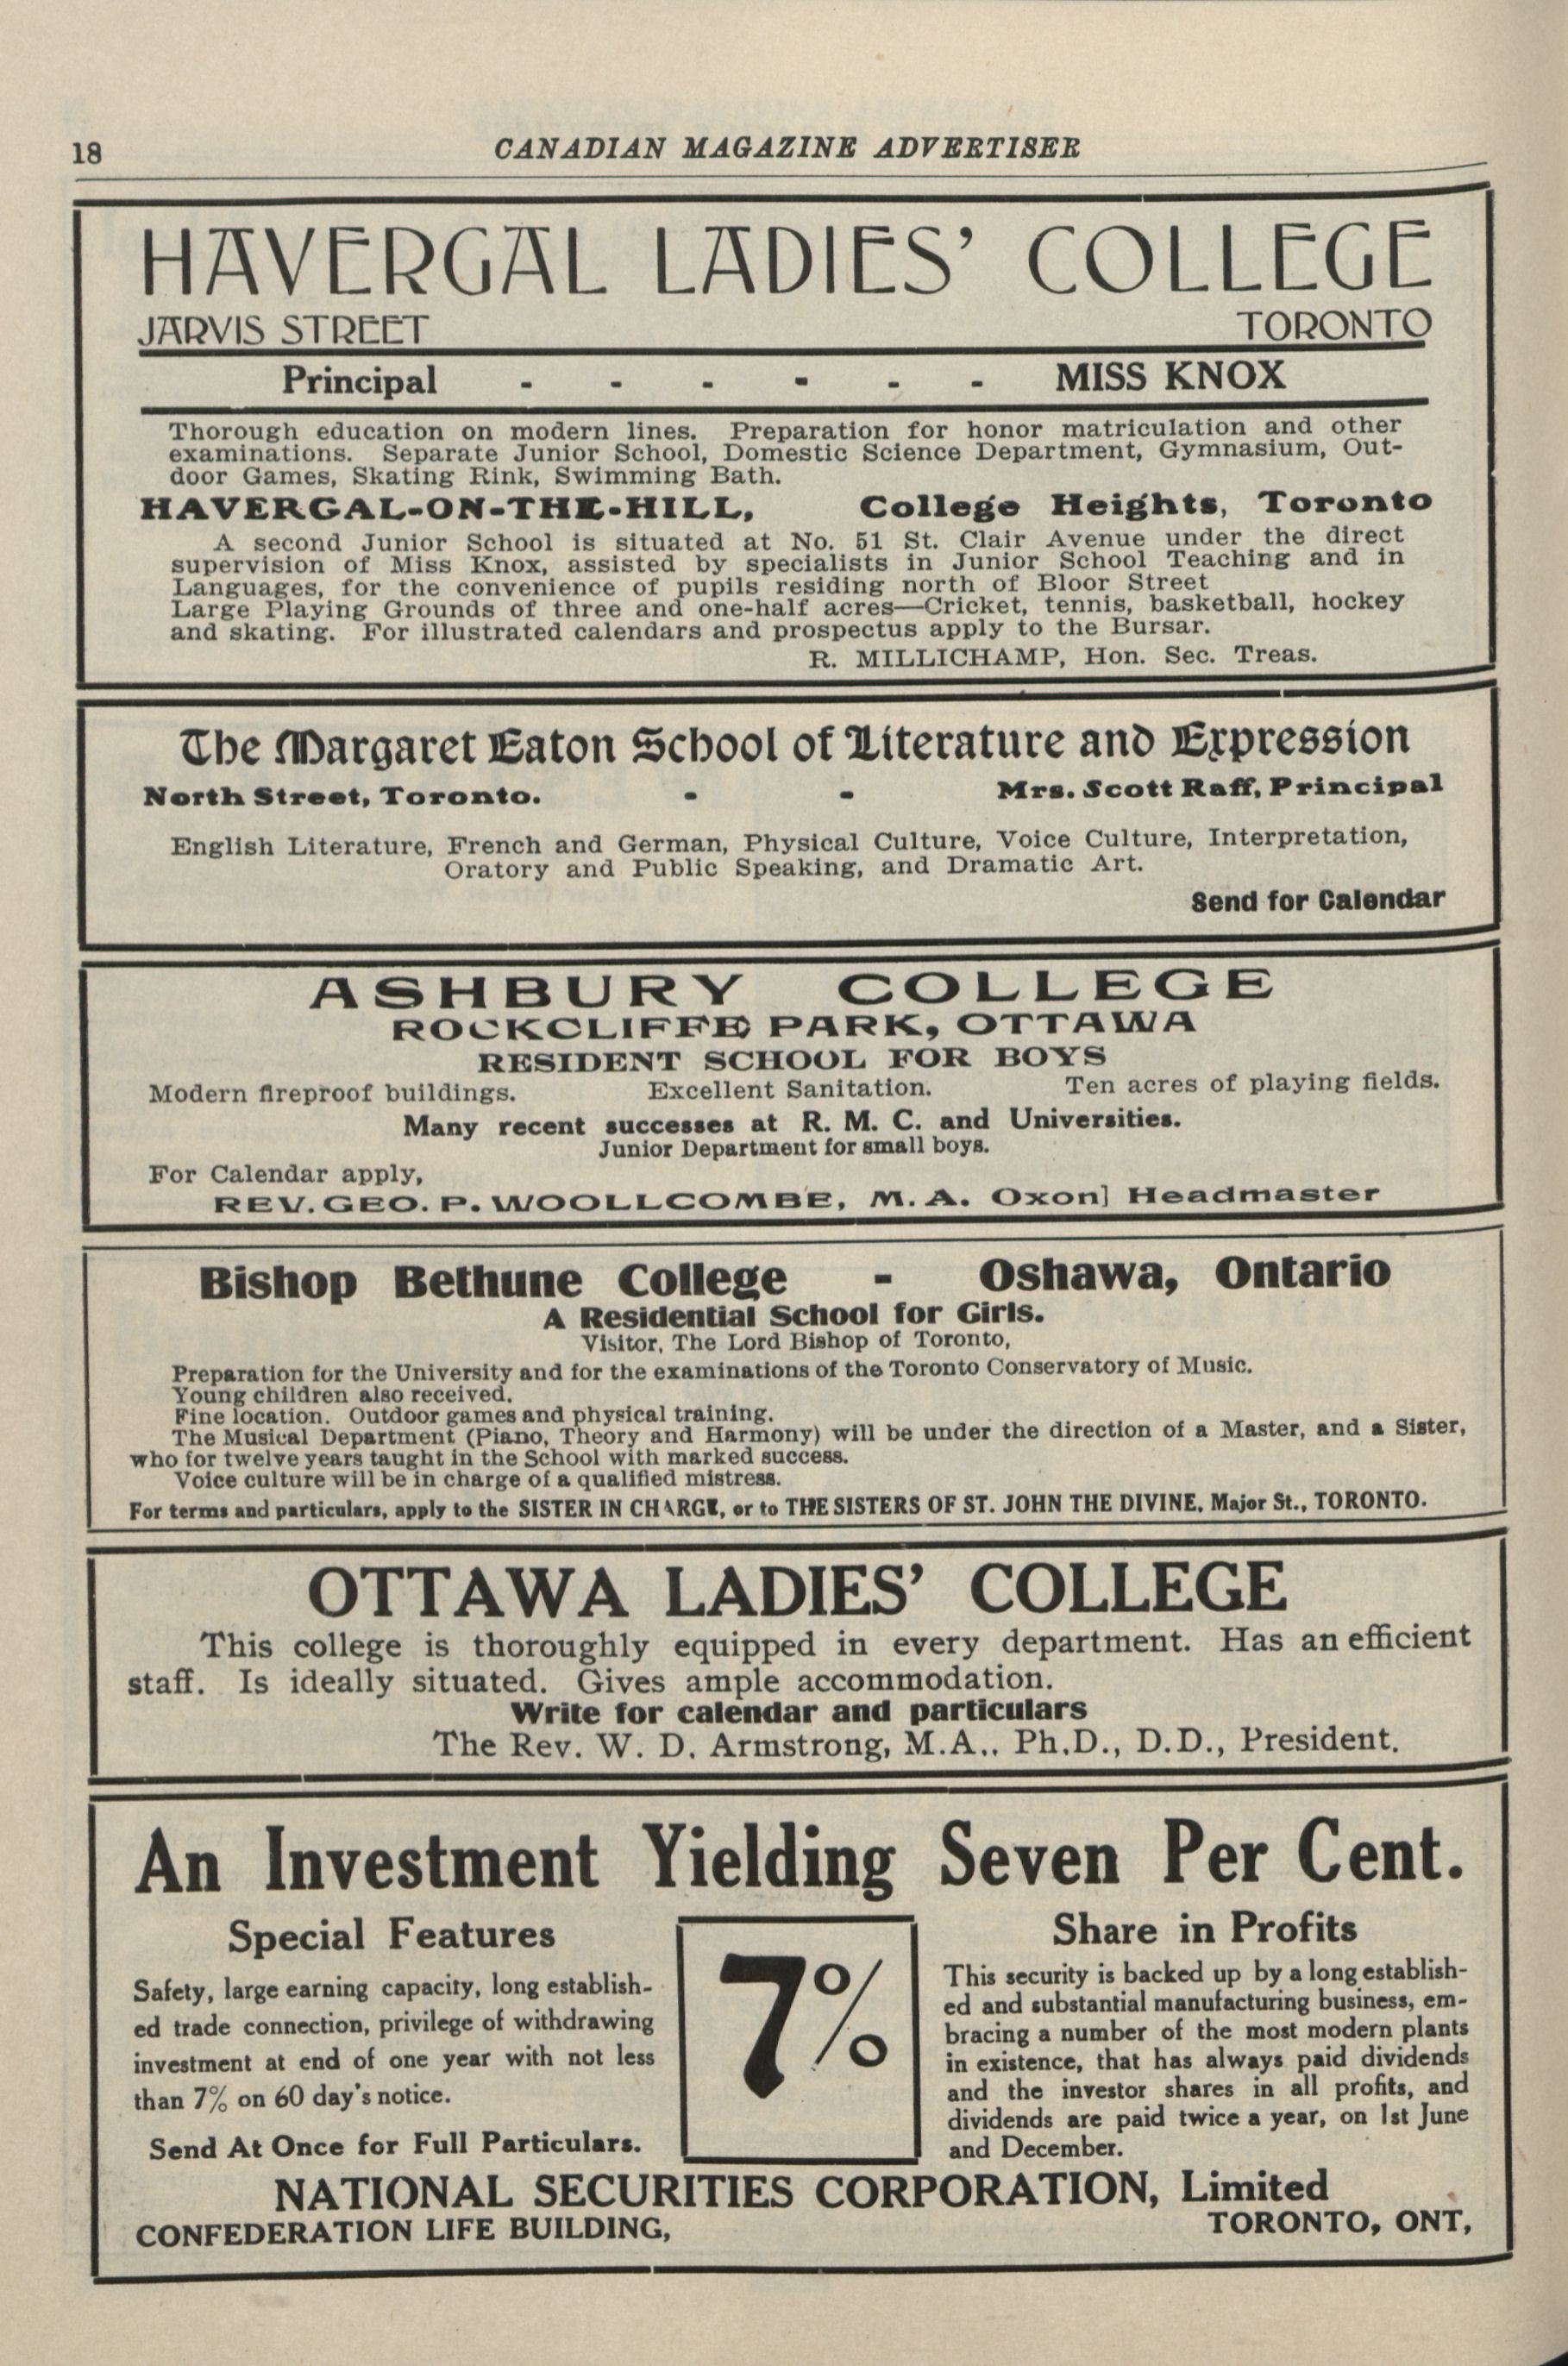 18
CANADIAN MAGAZINE ADVERTISER
HAVERGAL LADIES' COLLEGE
JARVIS STREET TORONTO
Principal - - - - - - MISS KNOX
Thorough education on modern lines. Preparation for honor matriculation and other
examinations. Separate Junior School, Domestic Science Department, Gymnasium, Out-
door Games, Skating Rink, Swimming Bath.
HAVERGAL-ON-THE-HILL, College Heights, Toronto
A second Junior School is situated at No. 51 St. Clair Avenue under the direct
supervision of Miss Knox, assisted by specialists in Junior School Teaching and in
Languages, for the convenience of pupils residing north of Bloor Street
Large Playing Grounds of three and one-half acres—Cricket, tennis, basketball, hockey
and skating. For illustrated calendars and prospectus apply to the Bursar.
R. MILLICHAMP, Hon. Sec. Treas.
The Margaret Eaton School of Literature and Expression
North Street, Toronto. - - Mrs. Scott Raff, Principal
English Literature, French and German, Physical Culture, Voice Culture, Interpretation,
Oratory and Public Speaking, and Dramatic Art.
Send for Calendar
ASHBURY COLLEGE
ROCKCLIFFE PARK, OTTAWA
RESIDENT SCHOOL FOR BOYS
Modern fireproof buildings. Excellent Sanitation. Ten acres of playing fields.
Many recent successes at R. M. C. and Universities.
Junior Department for small boys.
For Calendar apply,
REV. GEO. P. WOOLLCOMBE, M. A. Oxon] Headmaster
Bishop Bethune College - Oshawa, Ontario
A Residential School for Girls.
Visitor, The Lord Bishop of Toronto,
Preparation for the University and for the examinations of the Toronto Conservatory of Music.
Young children also received.
Fine location. Outdoor games and physical training.
The Musical Department (Piano, Theory and Harmony) will be under the direction of a Master, and a Sister,
who for twelve years taught in the School with marked success.
Voice culture will be in charge of a qualified mistress.
For terms and particulars, apply to the SISTER IN CHARGE, or to THE SISTERS OF ST. JOHN THE DIVINE, Major St., TORONTO.
OTTAWA LADIES' COLLEGE
This college is thoroughly equipped in every department. Has an efficient
staff. Is ideally situated. Gives ample accommodation.
Write for calendar and particulars
The Rev. W. D. Armstrong, M.A., Ph.D., D.D., President.
An Investment Yielding Seven Per Cent.
Special Features
Safety, large earning capacity, long establish-
ed trade connection, privilege of withdrawing
investment at end of one year with not less
than 7% on 60 day's notice.
Send At Once for Full Particulars.
7%
Share in Profits
This security is backed up by a long establish-
ed and substantial manufacturing business, em-
bracing a number of the most modern plants
in existence, that has always paid dividends
and the investor shares in all profits, and
dividends are paid twice a year, on 1st June
and December.
NATIONAL SECURITIES CORPORATION, Limited
CONFEDERATION LIFE BUILDING, TORONTO, ONT,